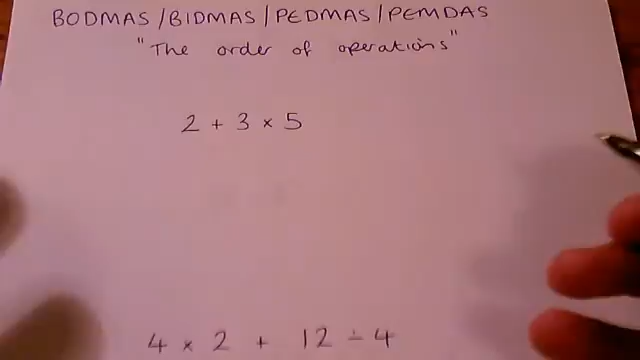 BODMAS/BIDMAS/PEDMAS/PEMDAS
"The order of operations"
2 + 3 × 5
4 × 2 + 12 ÷ 4